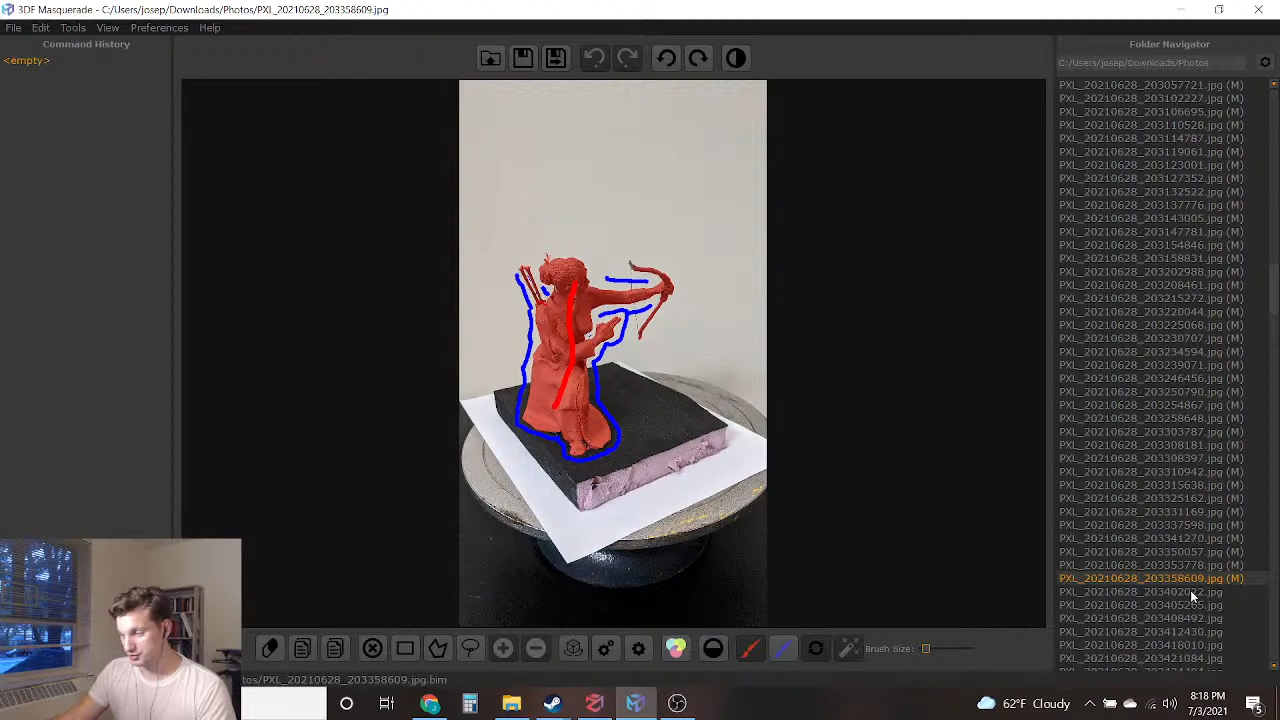 3DF Masquerade - C:/Users/josep/Downloads/Photos/PXL_20210628_203358609.jpg
File Edit Tools View Preferences Help
Command History
<empty>
Folder Navigator
C:/Users/josep/Downloads/Photos
PXL_20210628_203057721.jpg (M)
PXL_20210628_203102227.jpg (M)
PXL_20210628_203106695.jpg (M)
PXL_20210628_203110528.jpg (M)
PXL_20210628_203114787.jpg (M)
PXL_20210628_203119061.jpg (M)
PXL_20210628_203123001.jpg (M)
PXL_20210628_203127352.jpg (M)
PXL_20210628_203132522.jpg (M)
PXL_20210628_203137776.jpg (M)
PXL_20210628_203143005.jpg (M)
PXL_20210628_203147781.jpg (M)
PXL_20210628_203154846.jpg (M)
PXL_20210628_203158831.jpg (M)
PXL_20210628_203202988.jpg (M)
PXL_20210628_203208461.jpg (M)
PXL_20210628_203215272.jpg (M)
PXL_20210628_203220044.jpg (M)
PXL_20210628_203225068.jpg (M)
PXL_20210628_203230707.jpg (M)
PXL_20210628_203234594.jpg (M)
PXL_20210628_203239071.jpg (M)
PXL_20210628_203246456.jpg (M)
PXL_20210628_203250790.jpg (M)
PXL_20210628_203254867.jpg (M)
PXL_20210628_203258648.jpg (M)
PXL_20210628_203303787.jpg (M)
PXL_20210628_203308181.jpg (M)
PXL_20210628_203308397.jpg (M)
PXL_20210628_203310942.jpg (M)
PXL_20210628_203315638.jpg (M)
PXL_20210628_203325162.jpg (M)
PXL_20210628_203331169.jpg (M)
PXL_20210628_203337598.jpg (M)
PXL_20210628_203341270.jpg (M)
PXL_20210628_203350057.jpg (M)
PXL_20210628_203353778.jpg (M)
PXL_20210628_203358609.jpg (M)
PXL_20210628_203408492.jpg
PXL_20210628_203412430.jpg
PXL_20210628_203418010.jpg
PXL_20210628_203421084.jpg
Brush Size:
tos/PXL_20210628_203358609.jpg.bim
62°F Cloudy
8:18 PM
7/3/2021
5